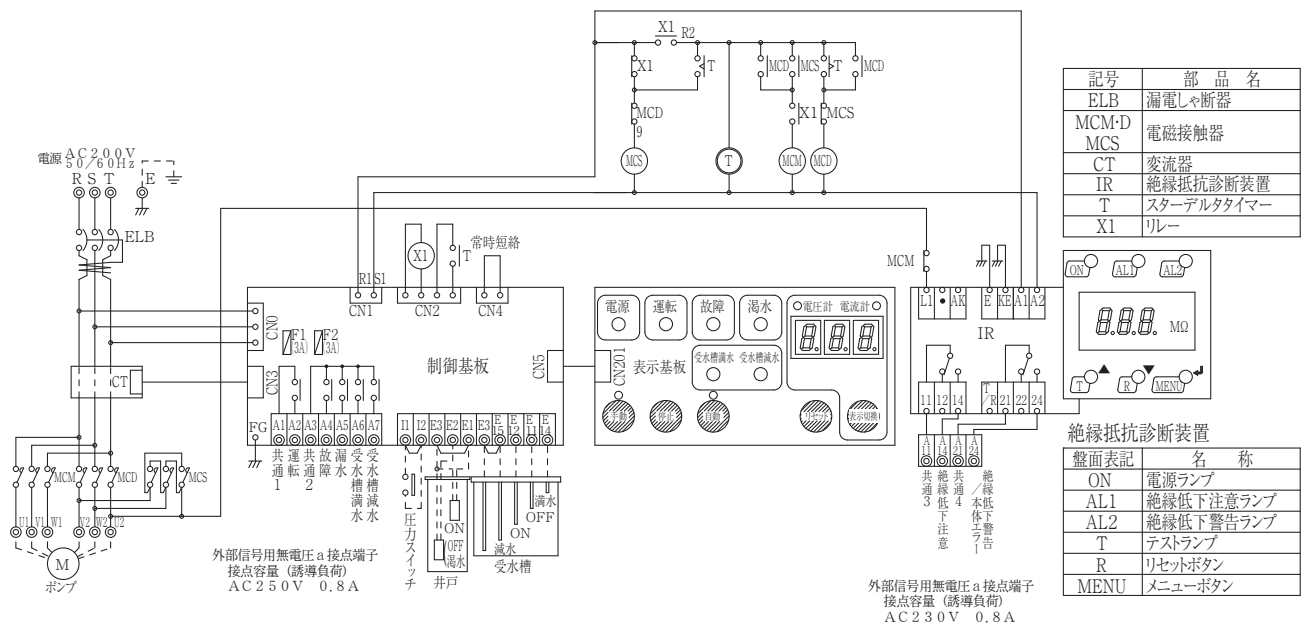 X1 R2
X1
T
MCD
MCS
T
MCD
MCD
9
X1
MCS
MCS
T
MCM
MCD
電源 AC200V
50/60Hz
R S T
E
ELB
R1 S1
X1
T
常時短絡
CN1
CN2
CN4
CN0
F1
(3A)
F2
(3A)
制御基板
CN3
CT
CN5
FG
A1 A2 A3 A4 A5 A6 A7
I1 I2 E3 E2 E1 E3 E15 E12 E11 E14
共通1
運転
共通2
故障
漏水
受水槽満水
受水槽減水
圧力スイッチ
ON
OFF
渇水
井戸
満水
OFF
ON
減水
受水槽
MCM
MCD
MCS
U1 V1 W1 V2 W2 U2
M
ポンプ
外部信号用無電圧a接点端子
接点容量(誘導負荷)
AC250V 0.8A
電源
運転
故障
渇水
電圧計
電流計
8.8.8
受水槽満水
受水槽減水
CN201
表示基板
手動
停止
自動
リセット
表示切換
MCM
L1 • AK
E KE A1 A2
IR
11 12 14
T/R 21 22 24
A11 A14 A21 A24
共通3
絶縁低下注意
共通4
絶縁低下警告
/本体エラー
外部信号用無電圧a接点端子
接点容量(誘導負荷)
AC230V 0.8A
記号 部品名
ELB 漏電しゃ断器
MCM·D
MCS
電磁接触器
CT 変流器
IR 絶縁抵抗診断装置
T スターデルタタイマー
X1 リレー
ON AL1 AL2
8.8.8. MΩ
T ▲ R ▼ MENU
絶縁抵抗診断装置
盤面表記 名称
ON 電源ランプ
AL1 絶縁低下注意ランプ
AL2 絶縁低下警告ランプ
T テストランプ
R リセットボタン
MENU メニューボタン